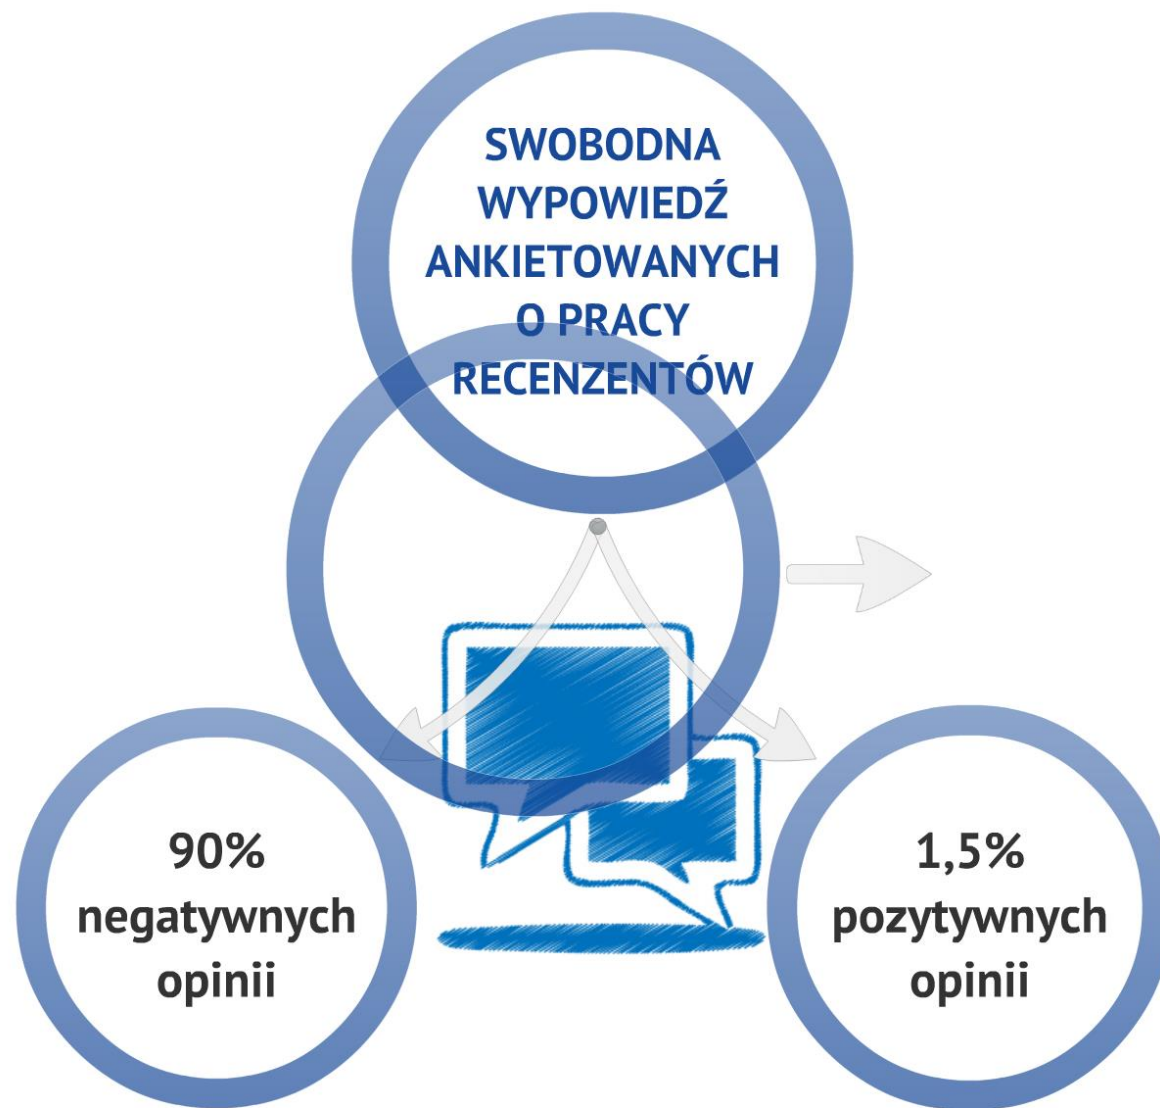 SWOBODNA
WYPOWIEDŹ
ANKIETOWANYCH
O PRACY
RECENZENTÓW
90%
negatywnych
opinii
1,5%
pozytywnych
opinii